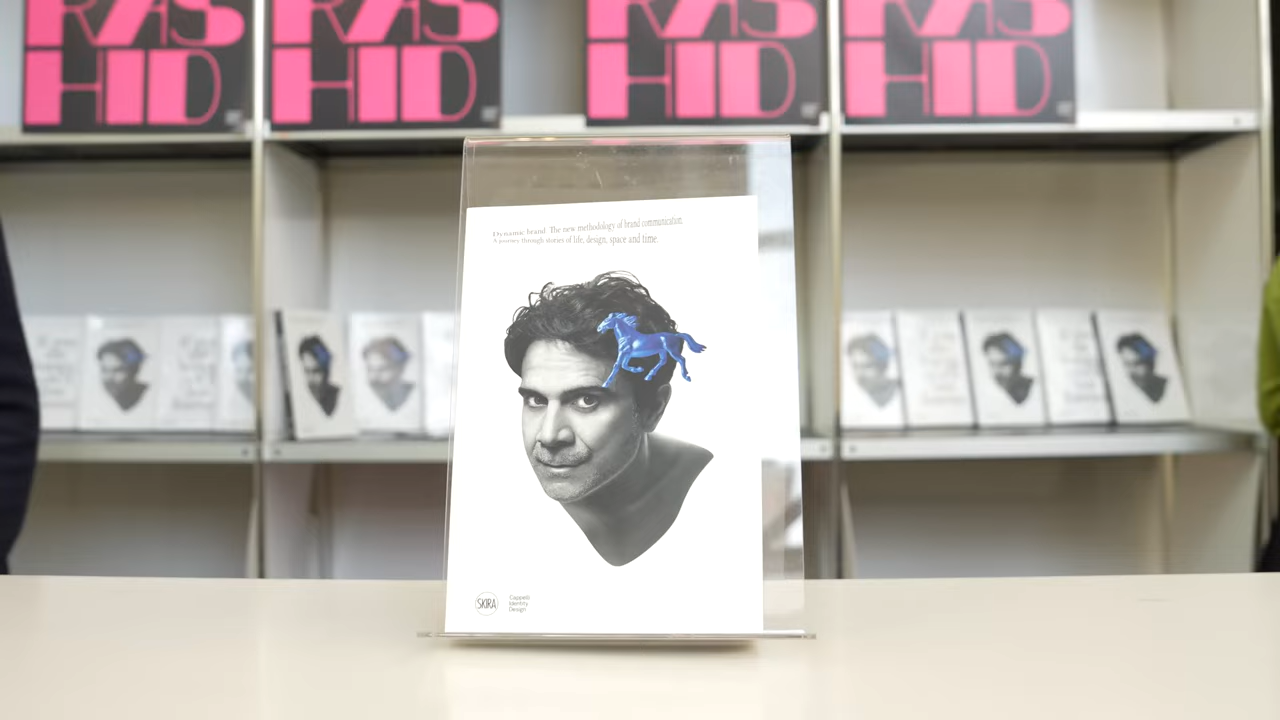 RAS
HID
RAS
HID
RAS
HID
RAS
HID
Dynamic brand. The new methodology of brand communication.
A journey through stories of life, design, space and time.
SKIRA
Cappelli
Identity
Design